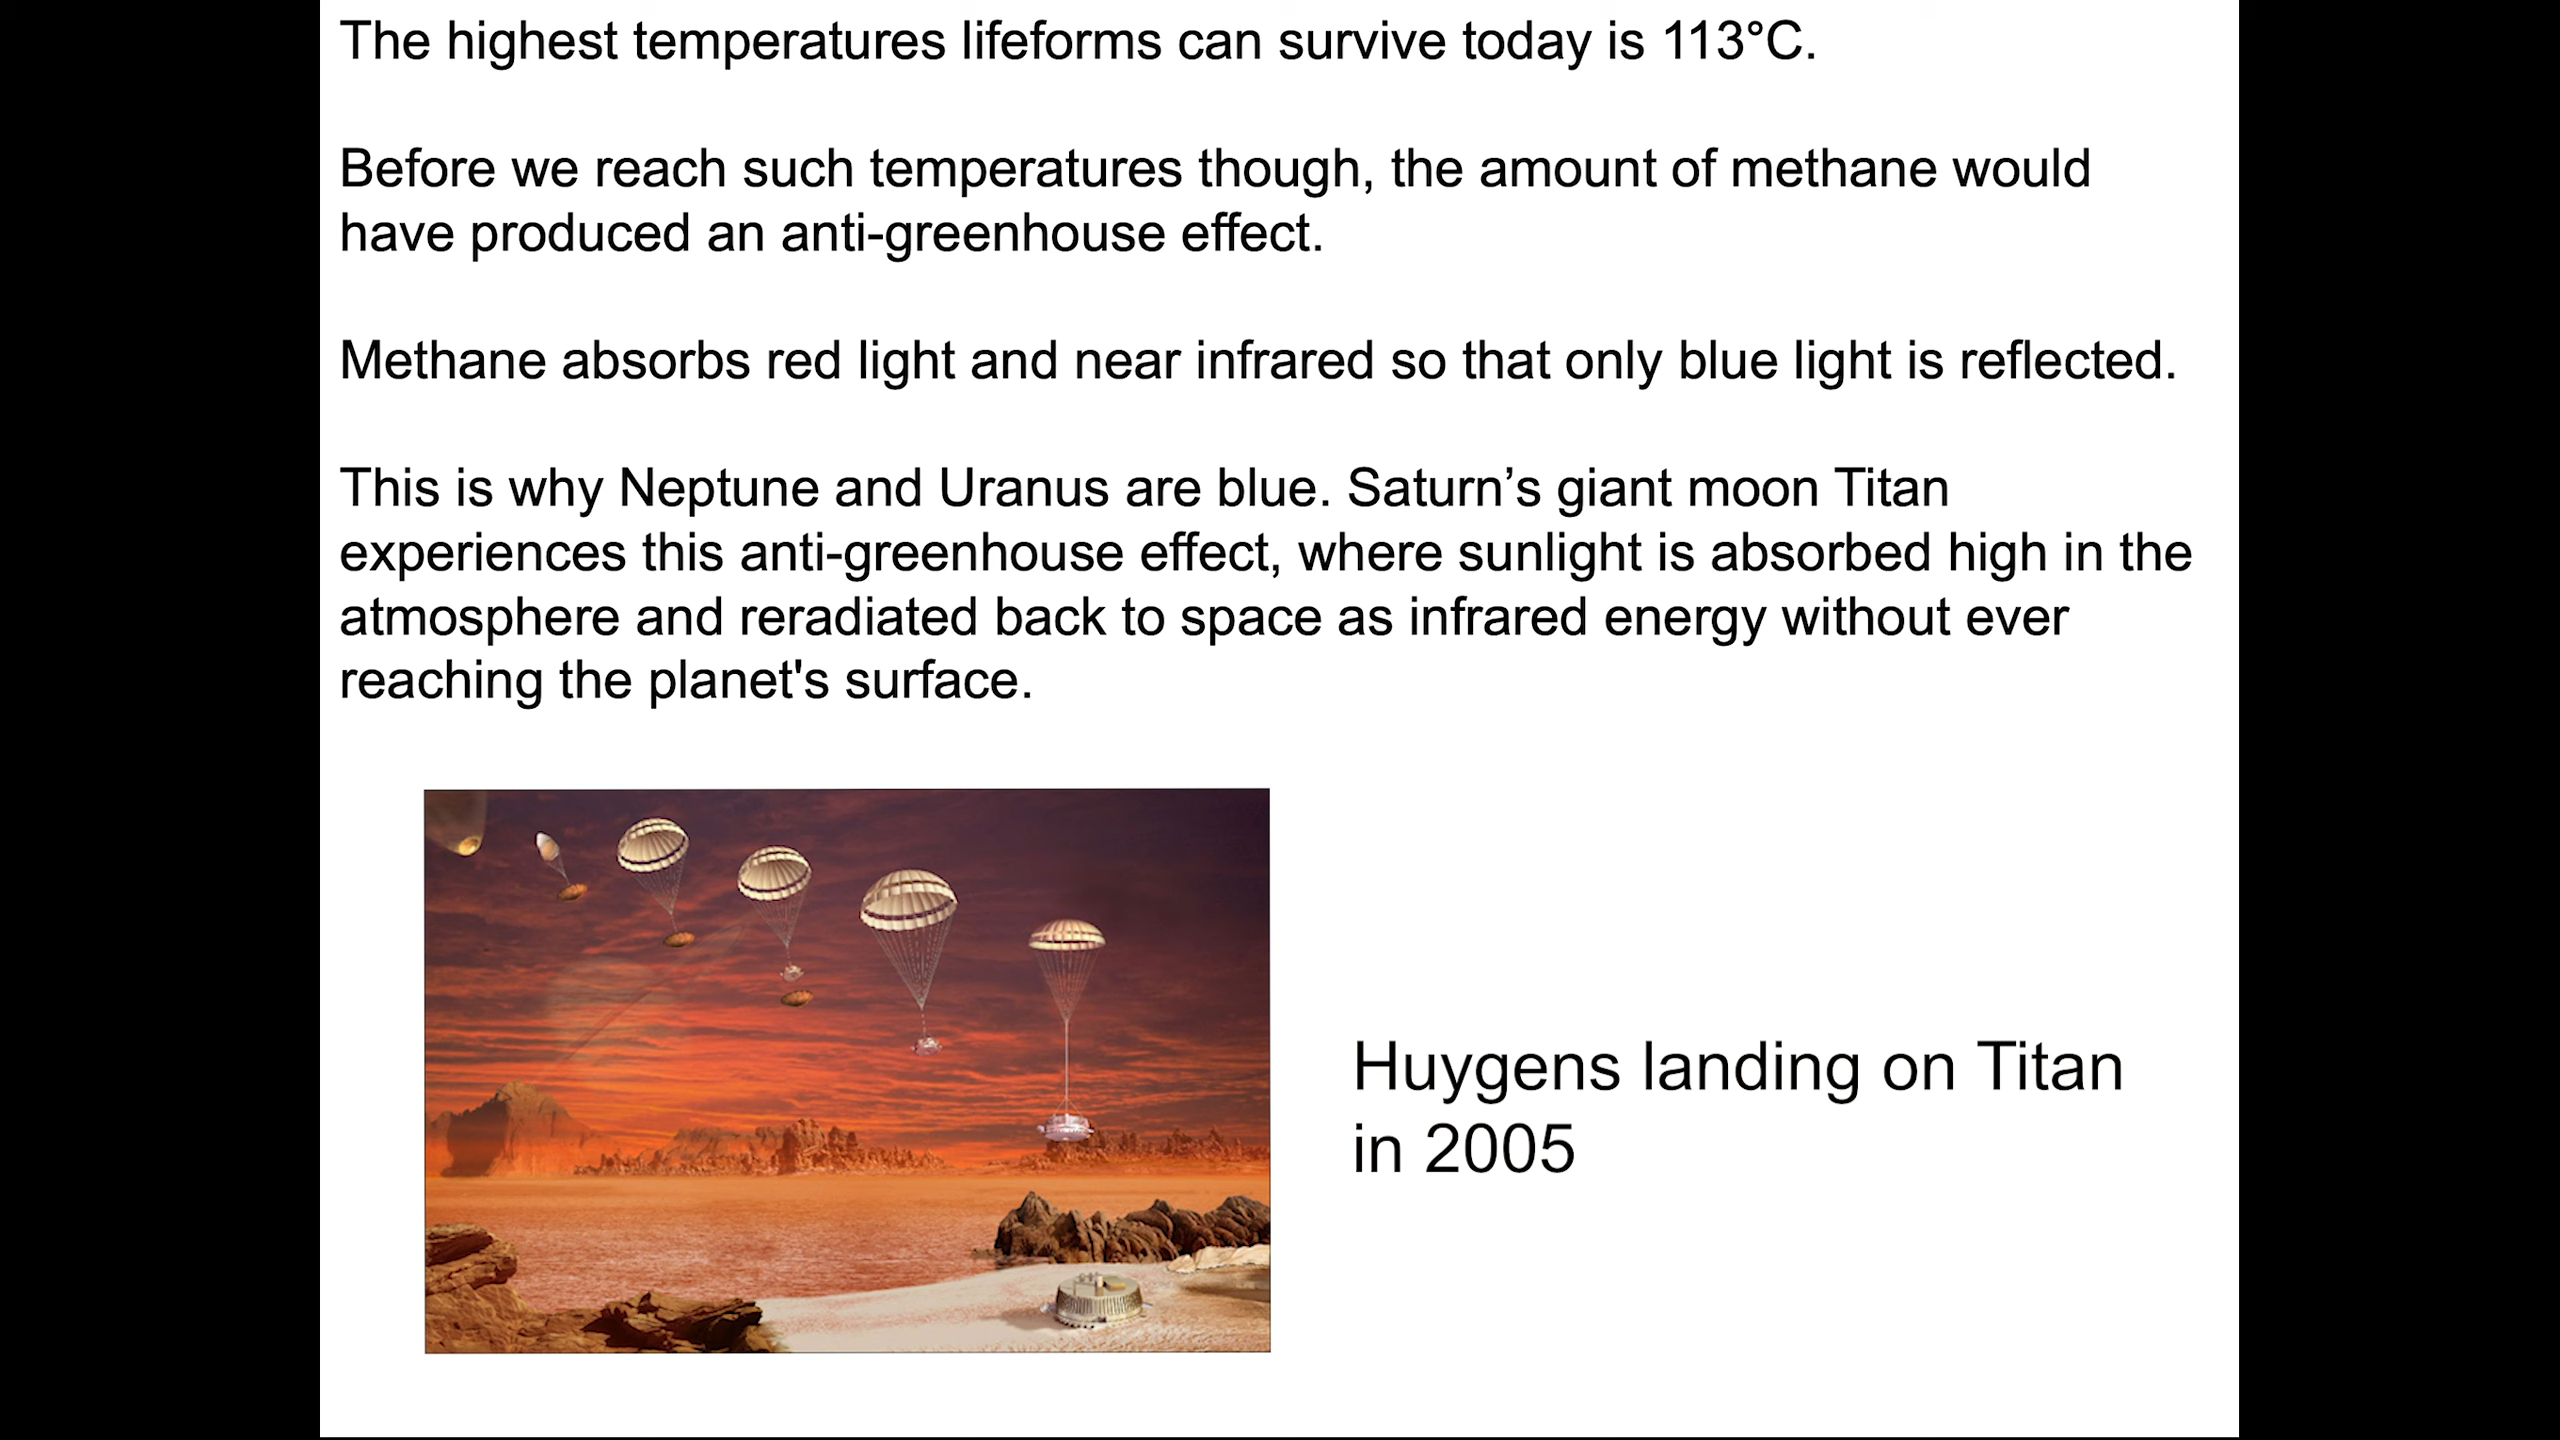 The highest temperatures lifeforms can survive today is 113°C.
Before we reach such temperatures though, the amount of methane would
have produced an anti-greenhouse effect.
Methane absorbs red light and near infrared so that only blue light is reflected.
This is why Neptune and Uranus are blue. Saturn’s giant moon Titan
experiences this anti-greenhouse effect, where sunlight is absorbed high in the
atmosphere and reradiated back to space as infrared energy without ever
reaching the planet's surface.
Huygens landing on Titan
in 2005